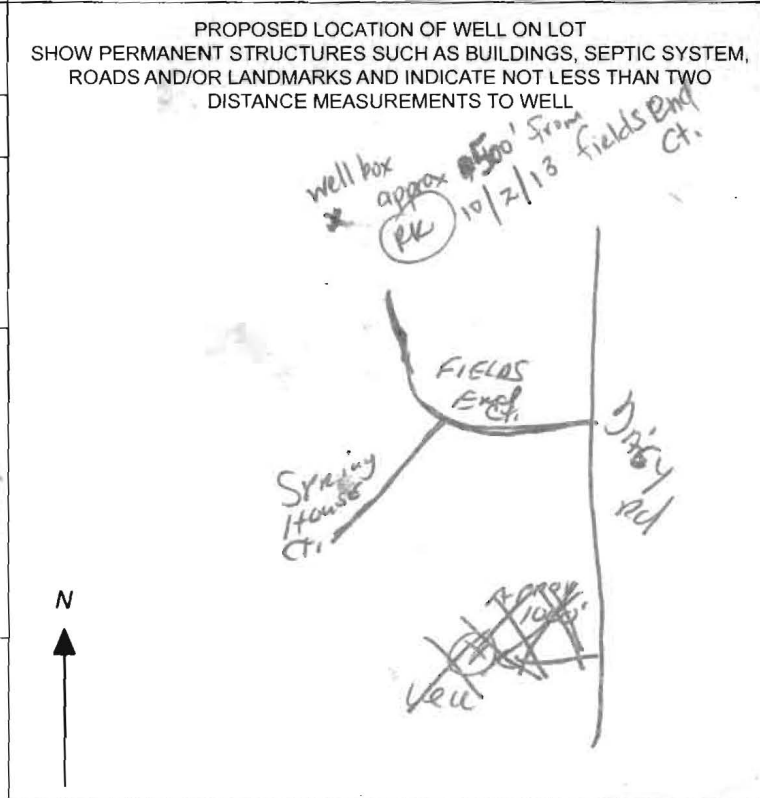 PROPOSED LOCATION OF WELL ON LOT
SHOW PERMANENT STRUCTURES SUCH AS BUILDINGS, SEPTIC SYSTEM,
ROADS AND/OR LANDMARKS AND INDICATE NOT LESS THAN TWO
DISTANCE MEASUREMENTS TO WELL
well box approx 500' from fields End Ct.
x RK 10/2/13
FIELDS
End
Ct.
Spring
House
Ct.
Rd
N
approx
Well